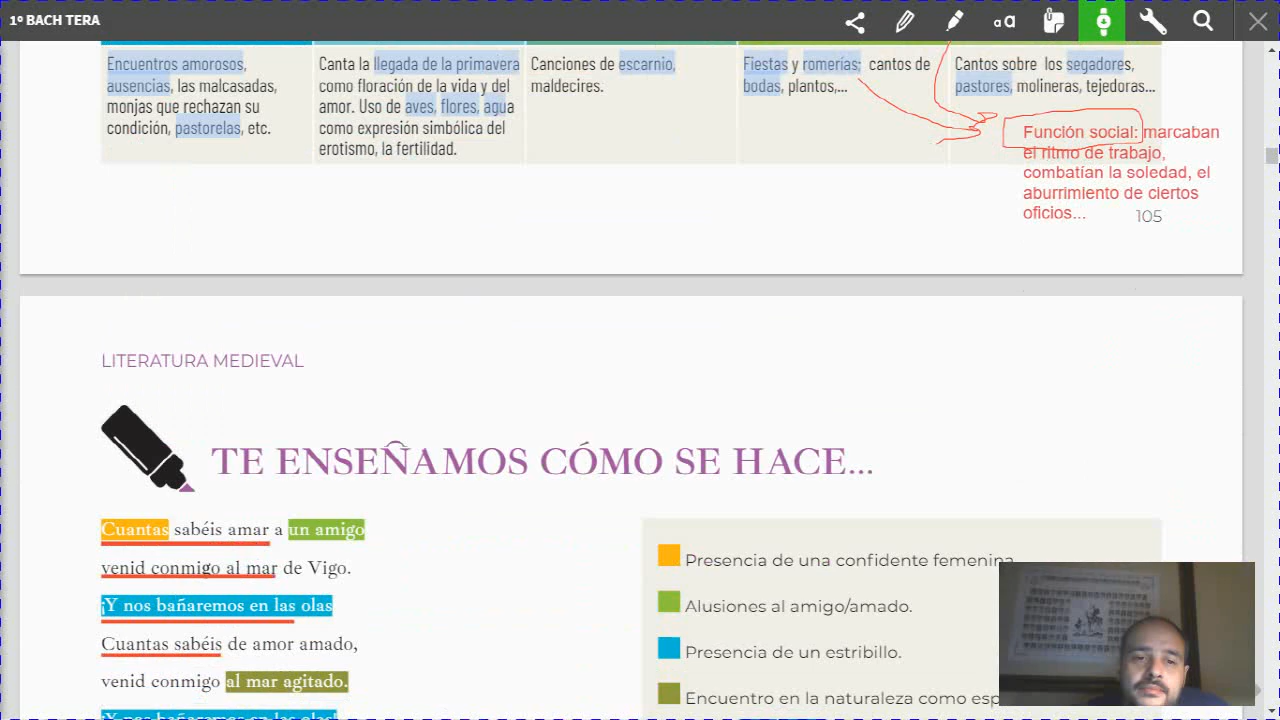 1º BACH TERA
aA
Encuentros amorosos,
ausencias, las malcasadas,
monjas que rechazan su
condición, pastorelas, etc.
Canta la llegada de la primavera
como floración de la vida y del
amor. Uso de aves, flores, agua
como expresión simbólica del
erotismo, la fertilidad.
Canciones de escarnio,
maldecires.
Fiestas y romerías; cantos de
bodas, plantos,...
Cantos sobre los segadores,
pastores, molineras, tejedoras...
Función social: marcaban
el ritmo de trabajo,
combatían la soledad, el
aburrimiento de ciertos
oficios...
105
LITERATURA MEDIEVAL
TE ENSEÑAMOS CÓMO SE HACE...
Cuantas sabéis amar a un amigo
venid conmigo al mar de Vigo.
¡Y nos bañaremos en las olas
Cuantas sabéis de amor amado,
venid conmigo al mar agitado.
¡Y nos bañaremos en las olas!
Presencia de una confidente femenina
Alusiones al amigo/amado.
Presencia de un estribillo.
Encuentro en la naturaleza como esp